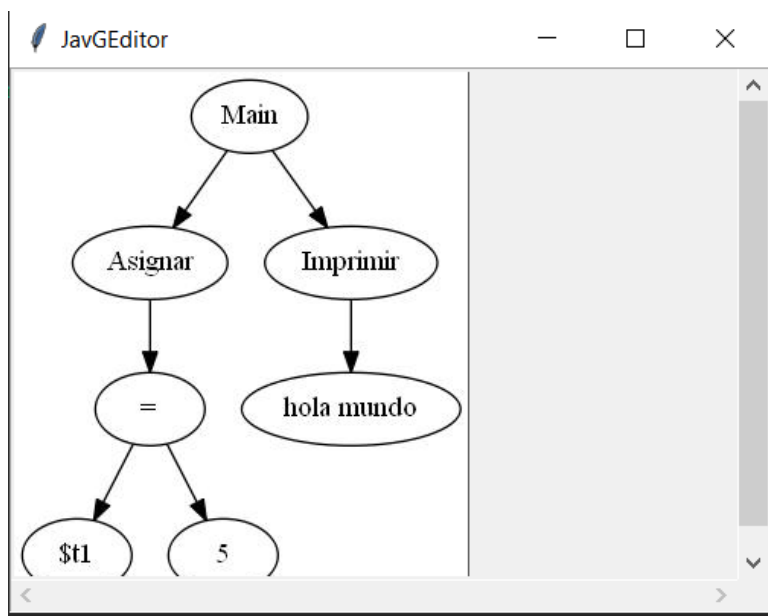 JavGEditor
Main
Asignar
Imprimir
=
hola mundo
$t1
5